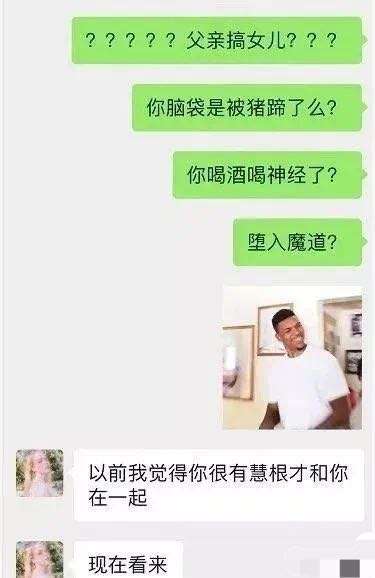 ？？？？？父亲搞女儿？？？
你脑袋是被猪蹄了么？
你喝酒喝神经了？
堕入魔道？
以前我觉得你很有慧根才和你
在一起
现在看来